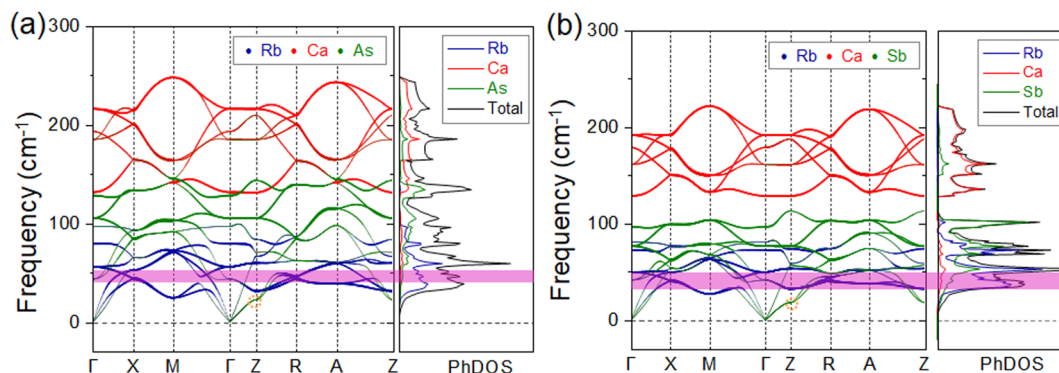 (a)
300
200
100
0
Frequency (cm⁻¹)
Rb Ca As
Γ X M Γ Z R A Z
Rb
Ca
As
Total
PhDOS
(b)
300
200
100
0
Frequency (cm⁻¹)
Rb Ca Sb
Γ X M Γ Z R A Z
Rb
Ca
Sb
Total
PhDOS